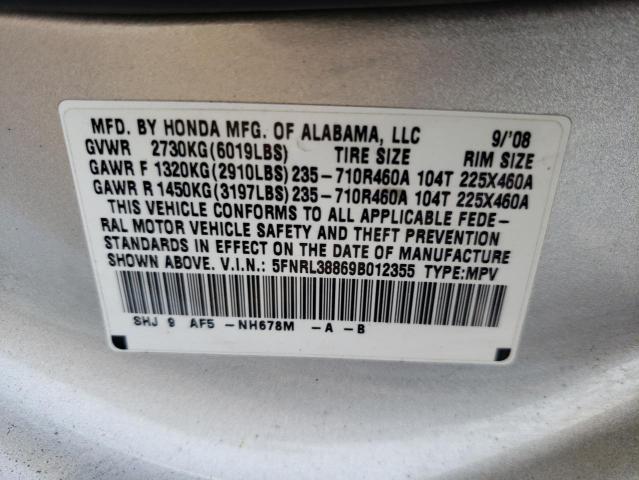 MFD. BY HONDA MFG. OF ALABAMA, LLC 9/'08
GVWR 2730KG(6019LBS) TIRE SIZE RIM SIZE
GAWR F 1320KG(2910LBS)235-710R460A 104T 225X460A
GAWR R 1450KG(3197LBS)235-710R460A 104T 225X460A
THIS VEHICLE CONFORMS TO ALL APPLICABLE FEDE-
RAL MOTOR VEHICLE SAFETY AND THEFT PREVENTION
STANDARDS IN EFFECT ON THE DATE OF MANUFACTURE
SHOWN ABOVE. V.I.N.: 5FNRL38869B012355 TYPE:MPV
SHJ 9 AF5 -NH678M -A -B